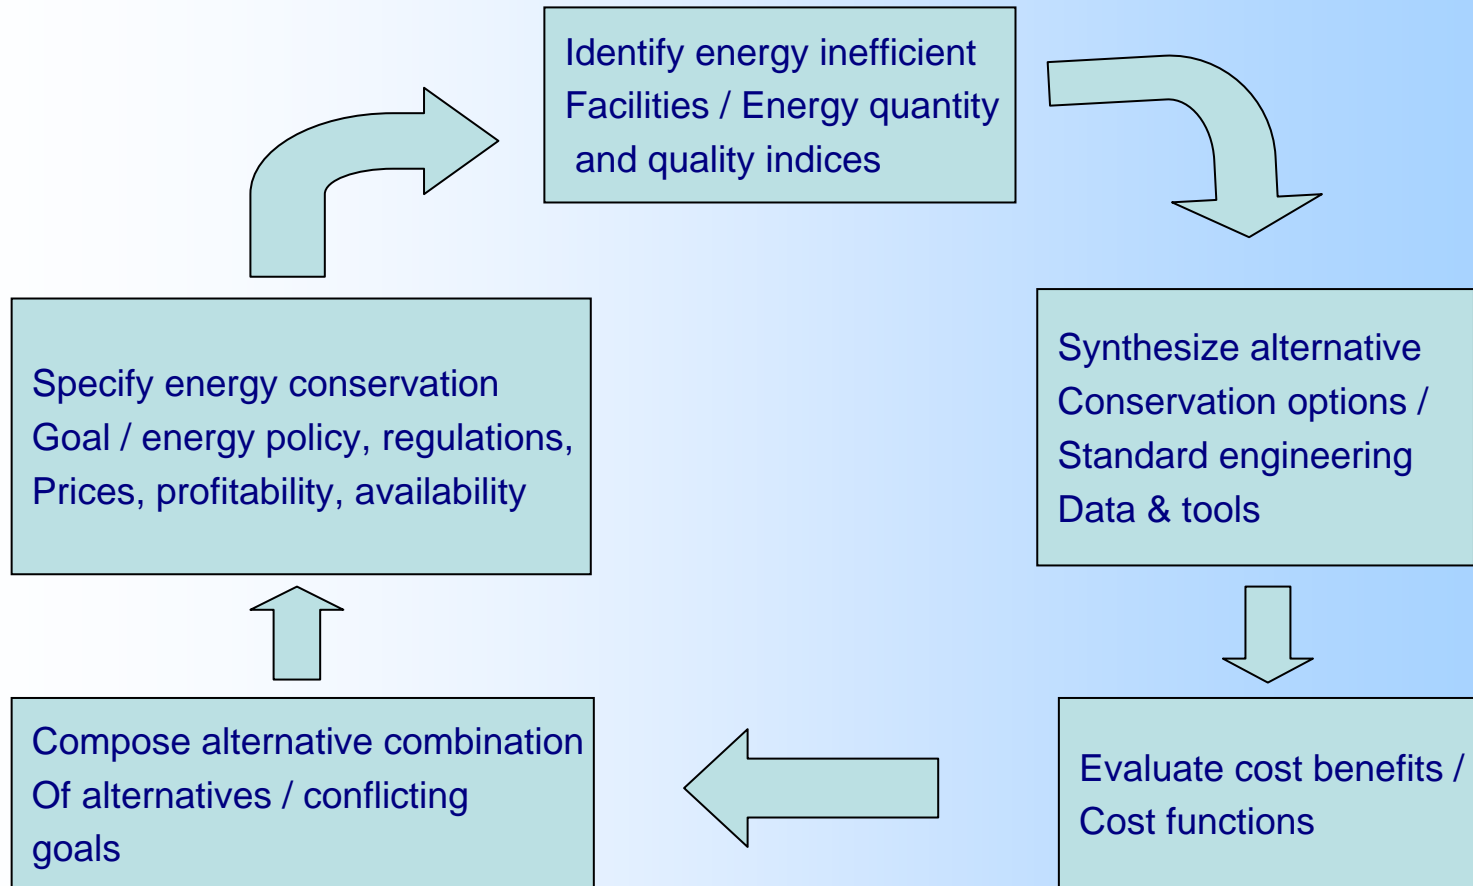 Identify energy inefficient
Facilities / Energy quantity
and quality indices
Specify energy conservation
Goal / energy policy, regulations,
Prices, profitability, availability
Synthesize alternative
Conservation options /
Standard engineering
Data & tools
Compose alternative combination
Of alternatives / conflicting
goals
Evaluate cost benefits /
Cost functions